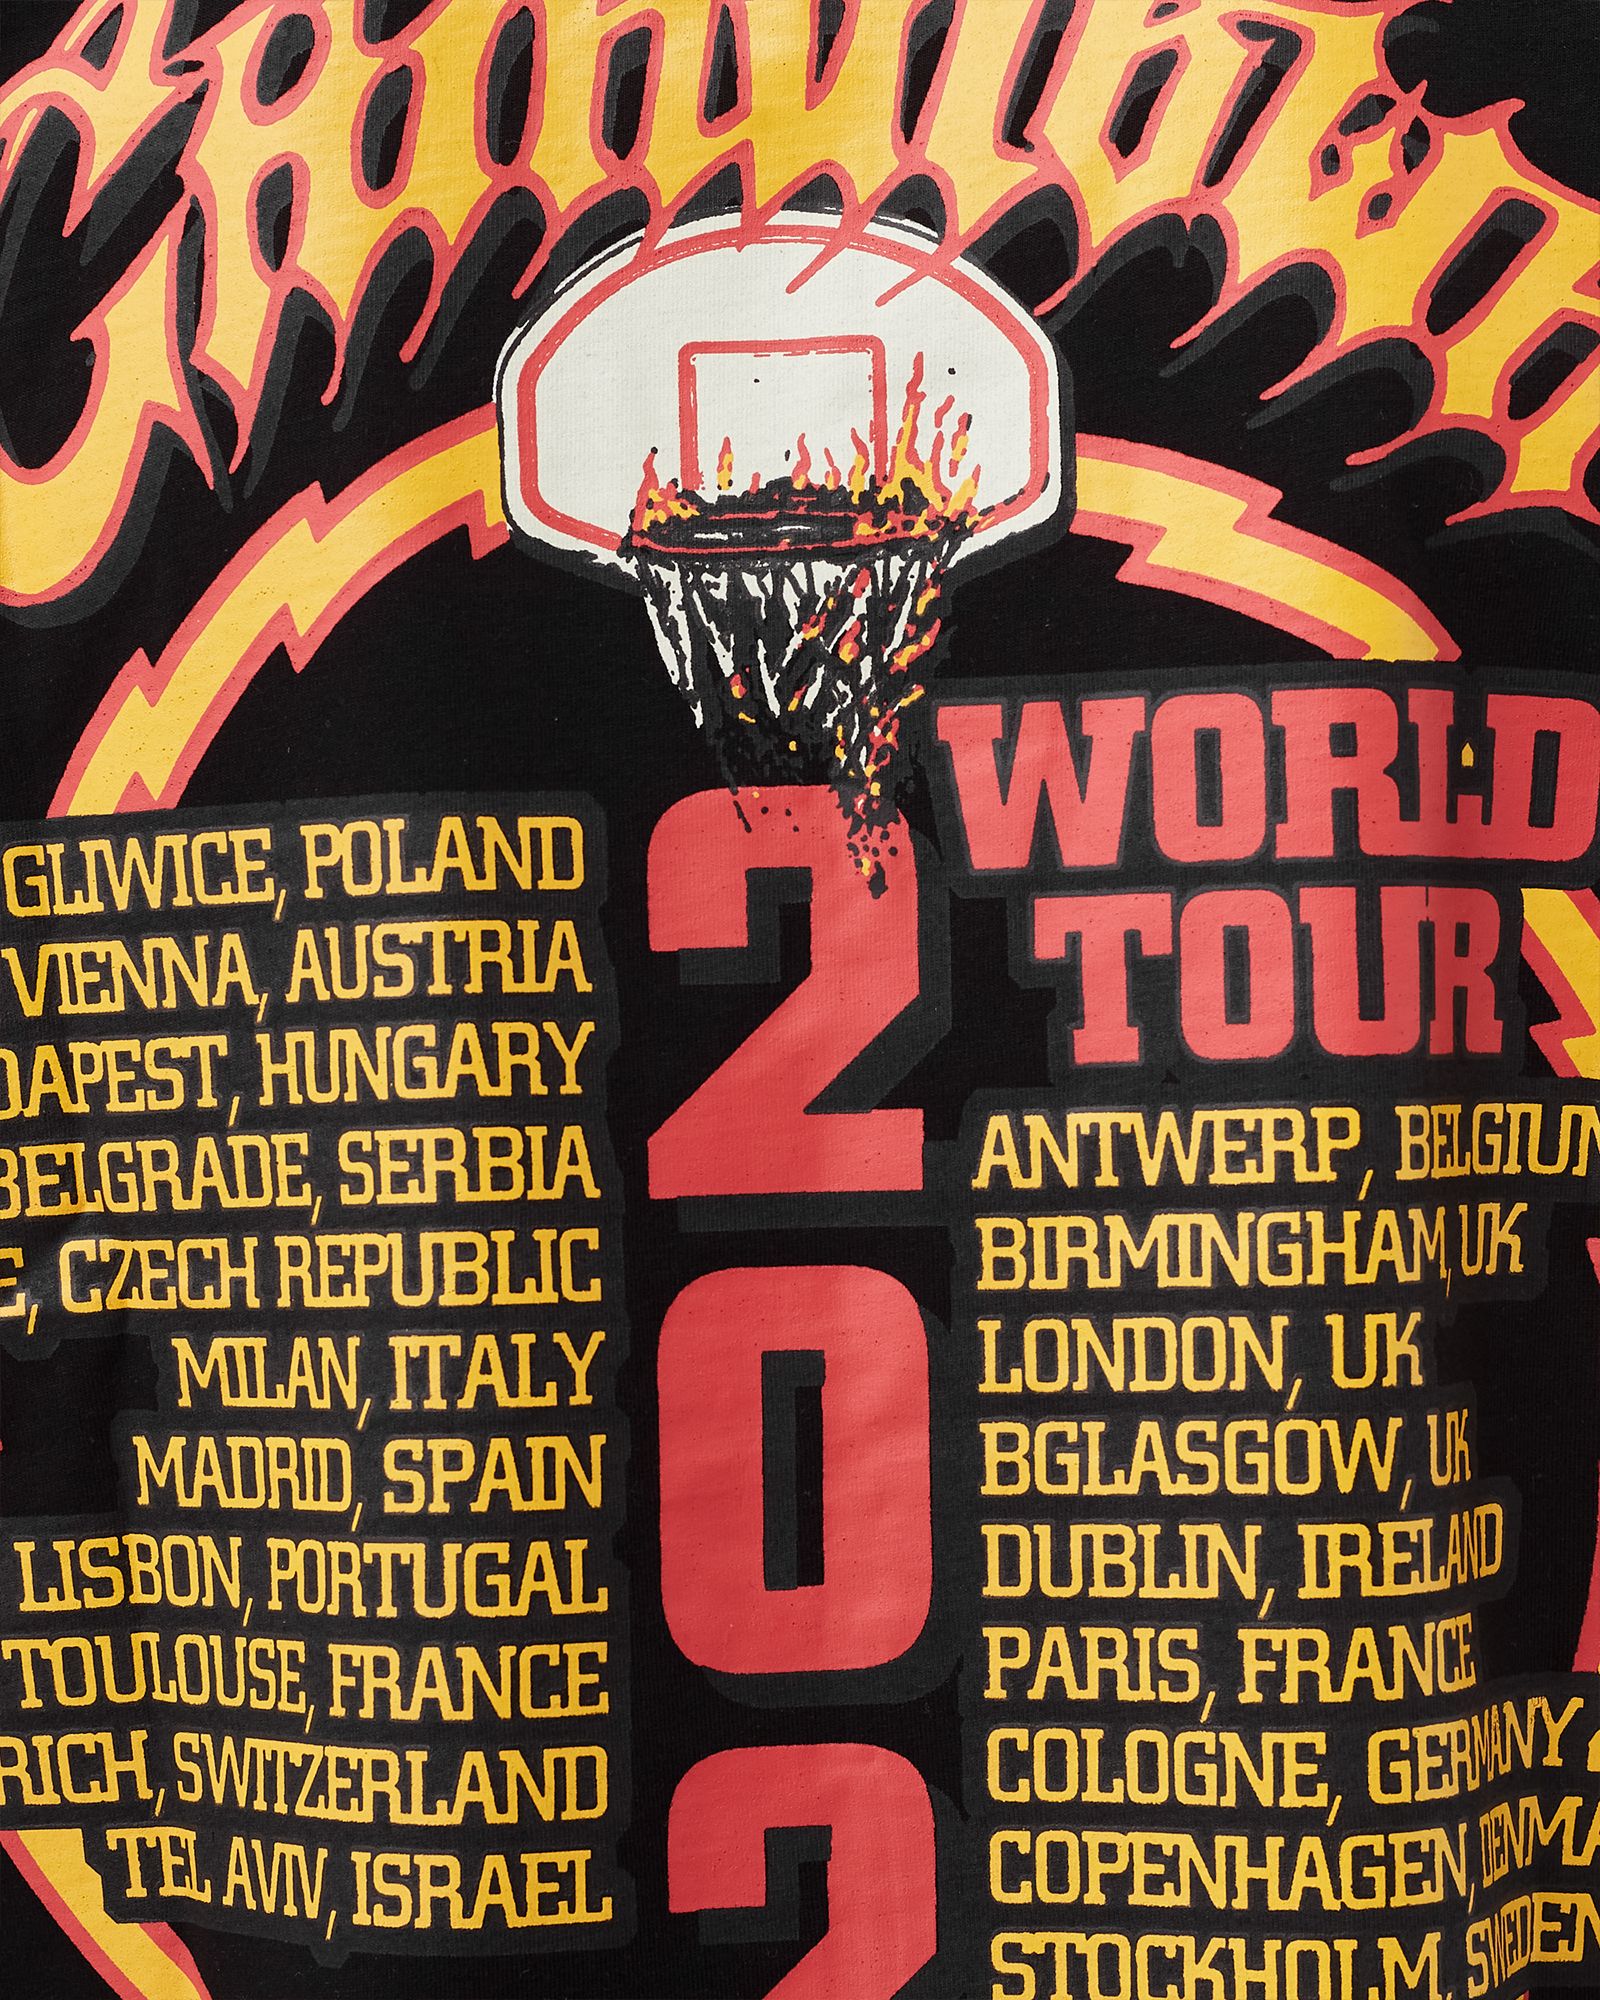 WORLD
TOUR
202
GLIWICE, POLAND
VIENNA, AUSTRIA
DAPEST, HUNGARY
BELGRADE, SERBIA
E, CZECH REPUBLIC
MILAN, ITALY
MADRID, SPAIN
LISBON, PORTUGAL
TOULOUSE, FRANCE
RICH, SWITZERLAND
TEL AVIV, ISRAEL
ANTWERP, BELGIUM
BIRMINGHAM, UK
LONDON, UK
BGLASGOW, UK
DUBLIN, IRELAND
PARIS, FRANCE
COLOGNE, GERMANY 2
COPENHAGEN, DENMA
STOCKHOLM, SWEDEN